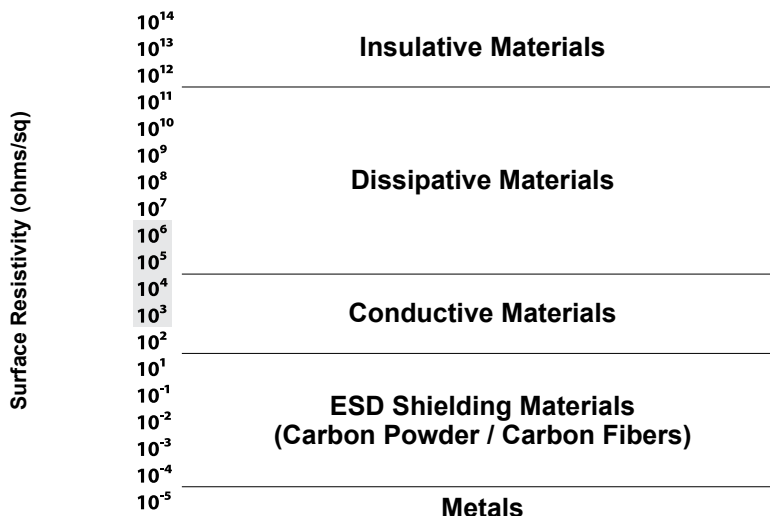 Surface Resistivity (ohms/sq)
10¹⁴
10¹³
10¹²
10¹¹
10¹⁰
10⁹
10⁸
10⁷
10⁶
10⁵
10⁴
10³
10²
10¹
10⁻¹
10⁻²
10⁻³
10⁻⁴
10⁻⁵
Insulative Materials
Dissipative Materials
Conductive Materials
ESD Shielding Materials
(Carbon Powder / Carbon Fibers)
Metals